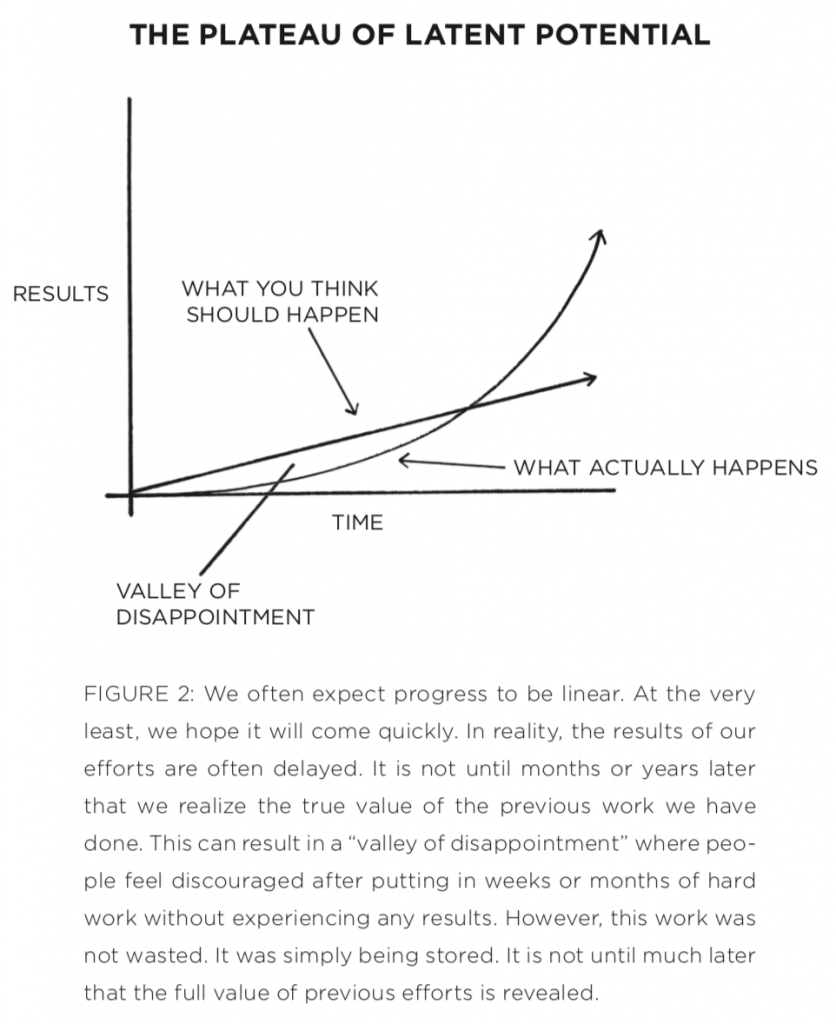 THE PLATEAU OF LATENT POTENTIAL
RESULTS
WHAT YOU THINK
SHOULD HAPPEN
WHAT ACTUALLY HAPPENS
TIME
VALLEY OF
DISAPPOINTMENT
FIGURE 2: We often expect progress to be linear. At the very
least, we hope it will come quickly. In reality, the results of our
efforts are often delayed. It is not until months or years later
that we realize the true value of the previous work we have
done. This can result in a “valley of disappointment” where peo-
ple feel discouraged after putting in weeks or months of hard
work without experiencing any results. However, this work was
not wasted. It was simply being stored. It is not until much later
that the full value of previous efforts is revealed.